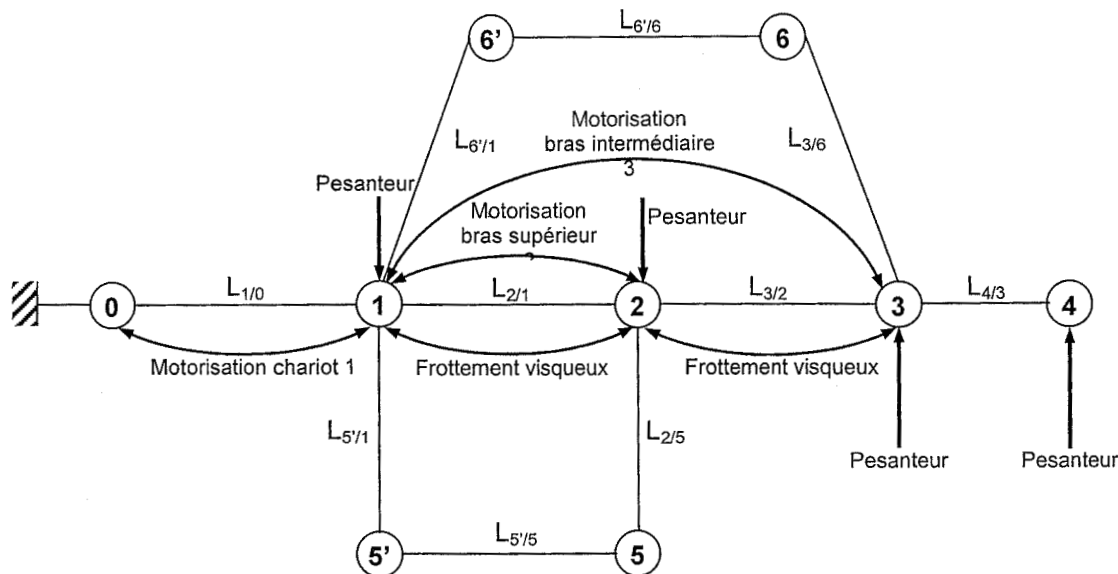 L6'/6
6'
6
Motorisation
bras intermédiaire
3
L6'/1
L3/6
Pesanteur
Motorisation
bras supérieur
Pesanteur
L1/0
L2/1
L3/2
L4/3
0
1
2
3
4
Motorisation chariot 1
Frottement visqueux
Frottement visqueux
L5'/1
L2/5
Pesanteur
Pesanteur
L5'/5
5'
5